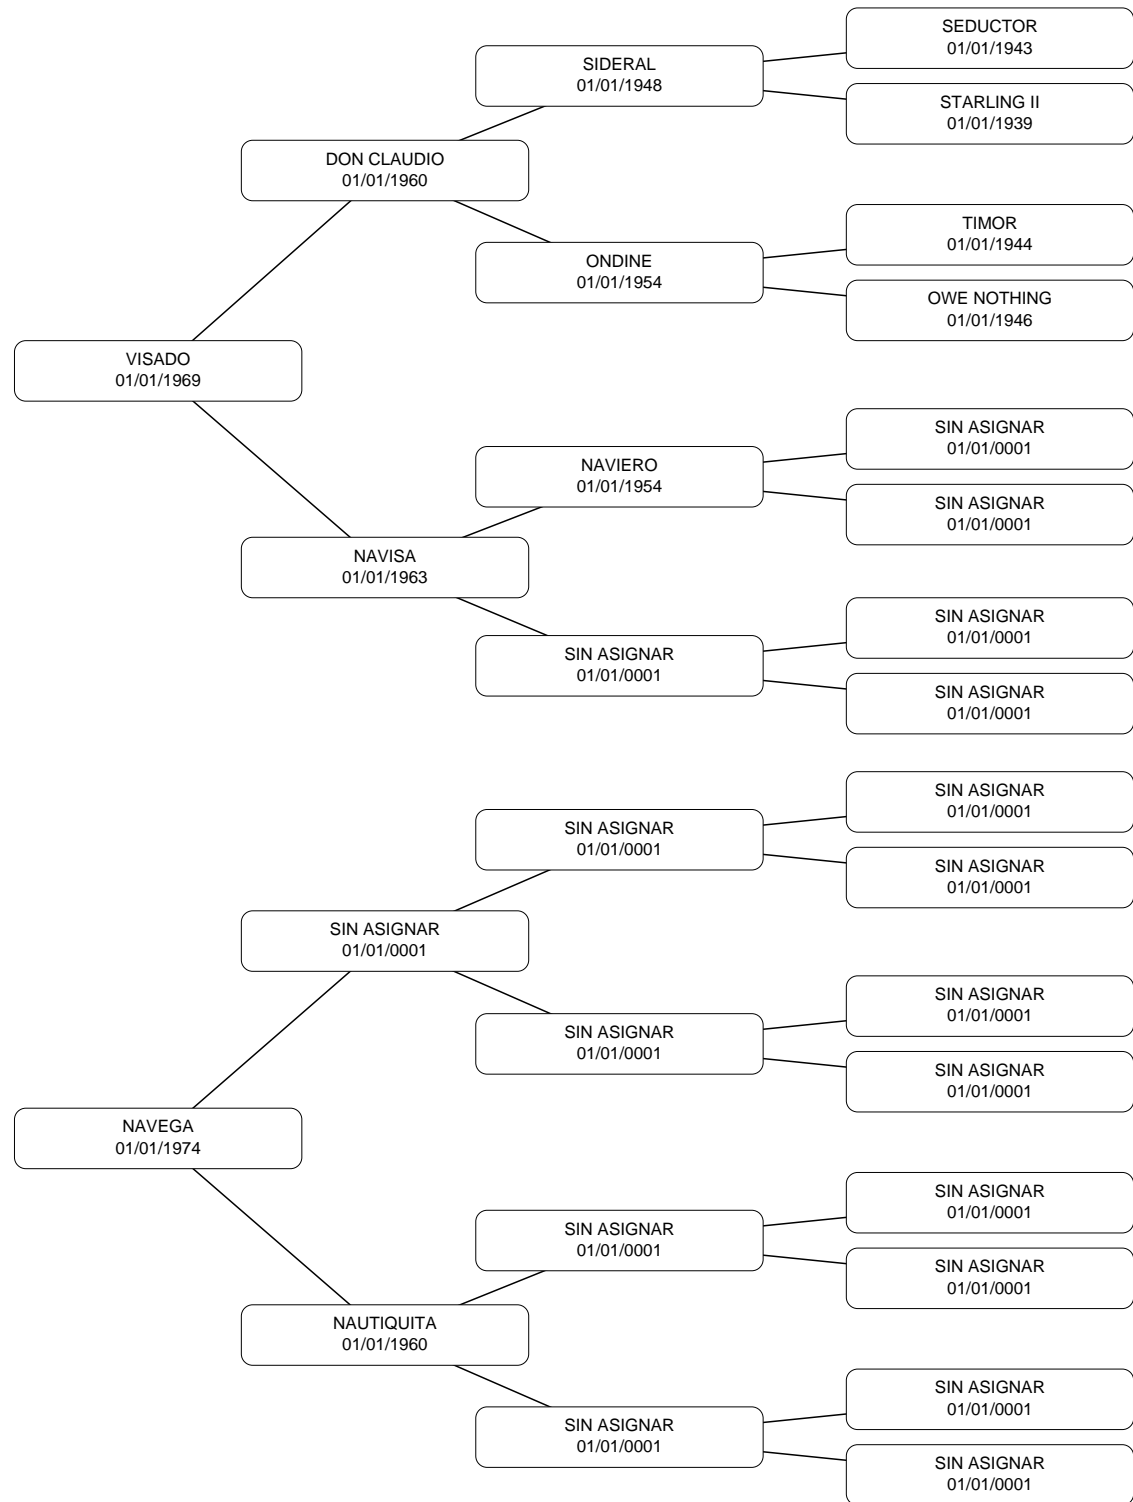 SEDUCTOR
01/01/1943
SIDERAL
01/01/1948
STARLING II
01/01/1939
DON CLAUDIO
01/01/1960
TIMOR
01/01/1944
ONDINE
01/01/1954
OWE NOTHING
01/01/1946
VISADO
01/01/1969
SIN ASIGNAR
01/01/0001
NAVIERO
01/01/1954
SIN ASIGNAR
01/01/0001
NAVISA
01/01/1963
SIN ASIGNAR
01/01/0001
SIN ASIGNAR
01/01/0001
SIN ASIGNAR
01/01/0001
SIN ASIGNAR
01/01/0001
SIN ASIGNAR
01/01/0001
SIN ASIGNAR
01/01/0001
SIN ASIGNAR
01/01/0001
SIN ASIGNAR
01/01/0001
SIN ASIGNAR
01/01/0001
SIN ASIGNAR
01/01/0001
NAVEGA
01/01/1974
SIN ASIGNAR
01/01/0001
SIN ASIGNAR
01/01/0001
SIN ASIGNAR
01/01/0001
NAUTIQUITA
01/01/1960
SIN ASIGNAR
01/01/0001
SIN ASIGNAR
01/01/0001
SIN ASIGNAR
01/01/0001